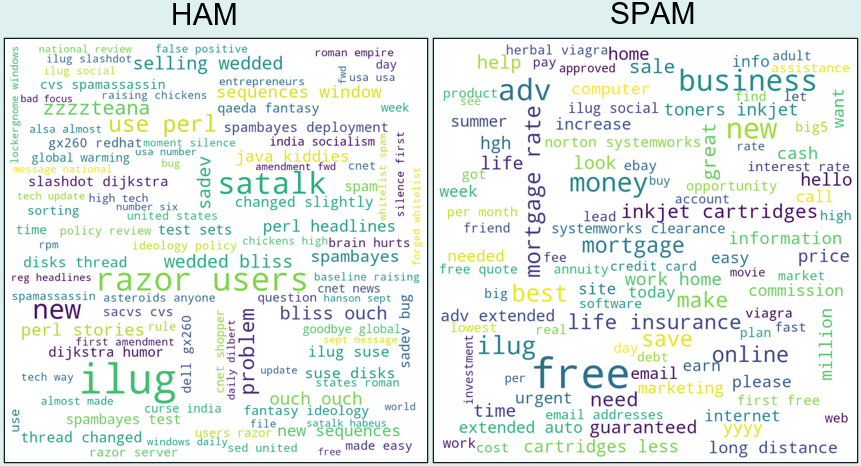 HAM
SPAM
national review
false positive
roman empire
ilug slashdot
selling wedded
day
ilug social
fwd
usa usa
lockergnome windows
cvs spamassassin
entrepreneurs
raising chickens
sequences window
bad focus
zzzzteana
qaeda fantasy
week
alsa almost
use perl
spambayes deployment
gx260 redhat
moment silence
india socialism
global warming
usa number
java kiddies
silence first
whitelist spam
message national
bug
sadev
amendment fwd
cnet
slashdot dijkstra
satalk
spam
tech update
high tech
changed slightly
forged whitelist
sorting
number six
united states
time
policy review
test sets
perl headlines
rpm
ideology policy
chickens high
brain hurts
disks thread
wedded bliss
spambayes
reg headlines
razor users
baseline raising
cnet news
spamassassin
asteroids anyone
question
hanson sept
new
sacvs cvs
bliss ouch
sadev bug
perl stories
rule
dell gx260
cnet shopper
daily dilbert
problem
goodbye global
first amendment
sept message
dijkstra humor
ilug suse
ilug
update
suse disks
tech way
states roman
almost made
ouch ouch
curse india
fantasy ideology
world
use
spambayes test
file
satalk habeus
thread changed
users razor
new sequences
windows daily
sed united
made easy
razor server
free
herbal viagra
home
adult
help
pay
approved
sale
info
assistance
product
adv
computer
business
see
find
let
want
ilug social
toners inkjet
summer
increase
new
big5
hgh
mortgage rate
norton systemworks
great
rate
cash
life
look
ebay
interest rate
got
money
buy
opportunity
hello
week
account
call
per month
lead
inkjet cartridges
high
friend
systemworks clearance
information
mortgage
needed
fee
easy
price
free quote
annuity
credit card
movie
market
work home
big
best
site
today
commission
software
make
adv extended
life insurance
viagra
lowest
real
plan
fast
million
ilug
save
day
online
investment
debt
free
earn
per
email
please
marketing
urgent
need
first free
time
email addresses
internet
web
extended auto
guaranteed
yyyy
work
cost
cartridges less
long distance